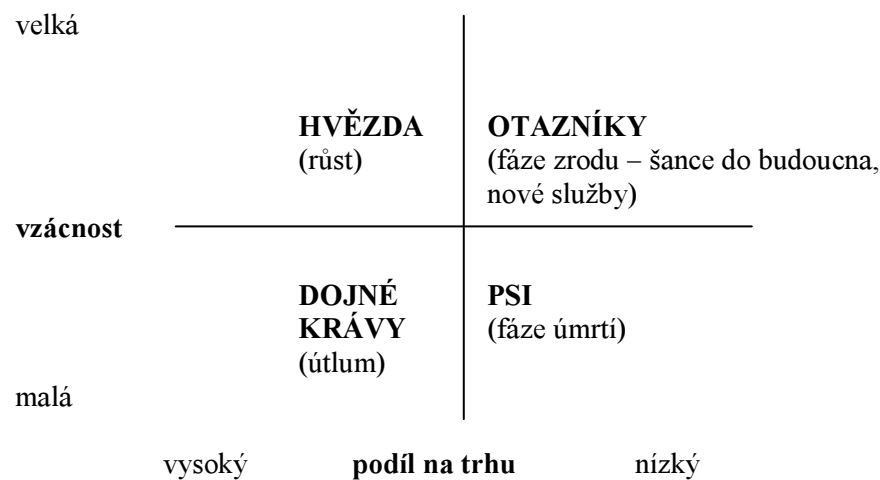 velká
HVĚZDA
(růst)
OTAZNÍKY
(fáze zrodu – šance do budoucna,
nové služby)
vzácnost
DOJNÉ
KRÁVY
(útlum)
PSI
(fáze úmrtí)
malá
vysoký podíl na trhu nízký